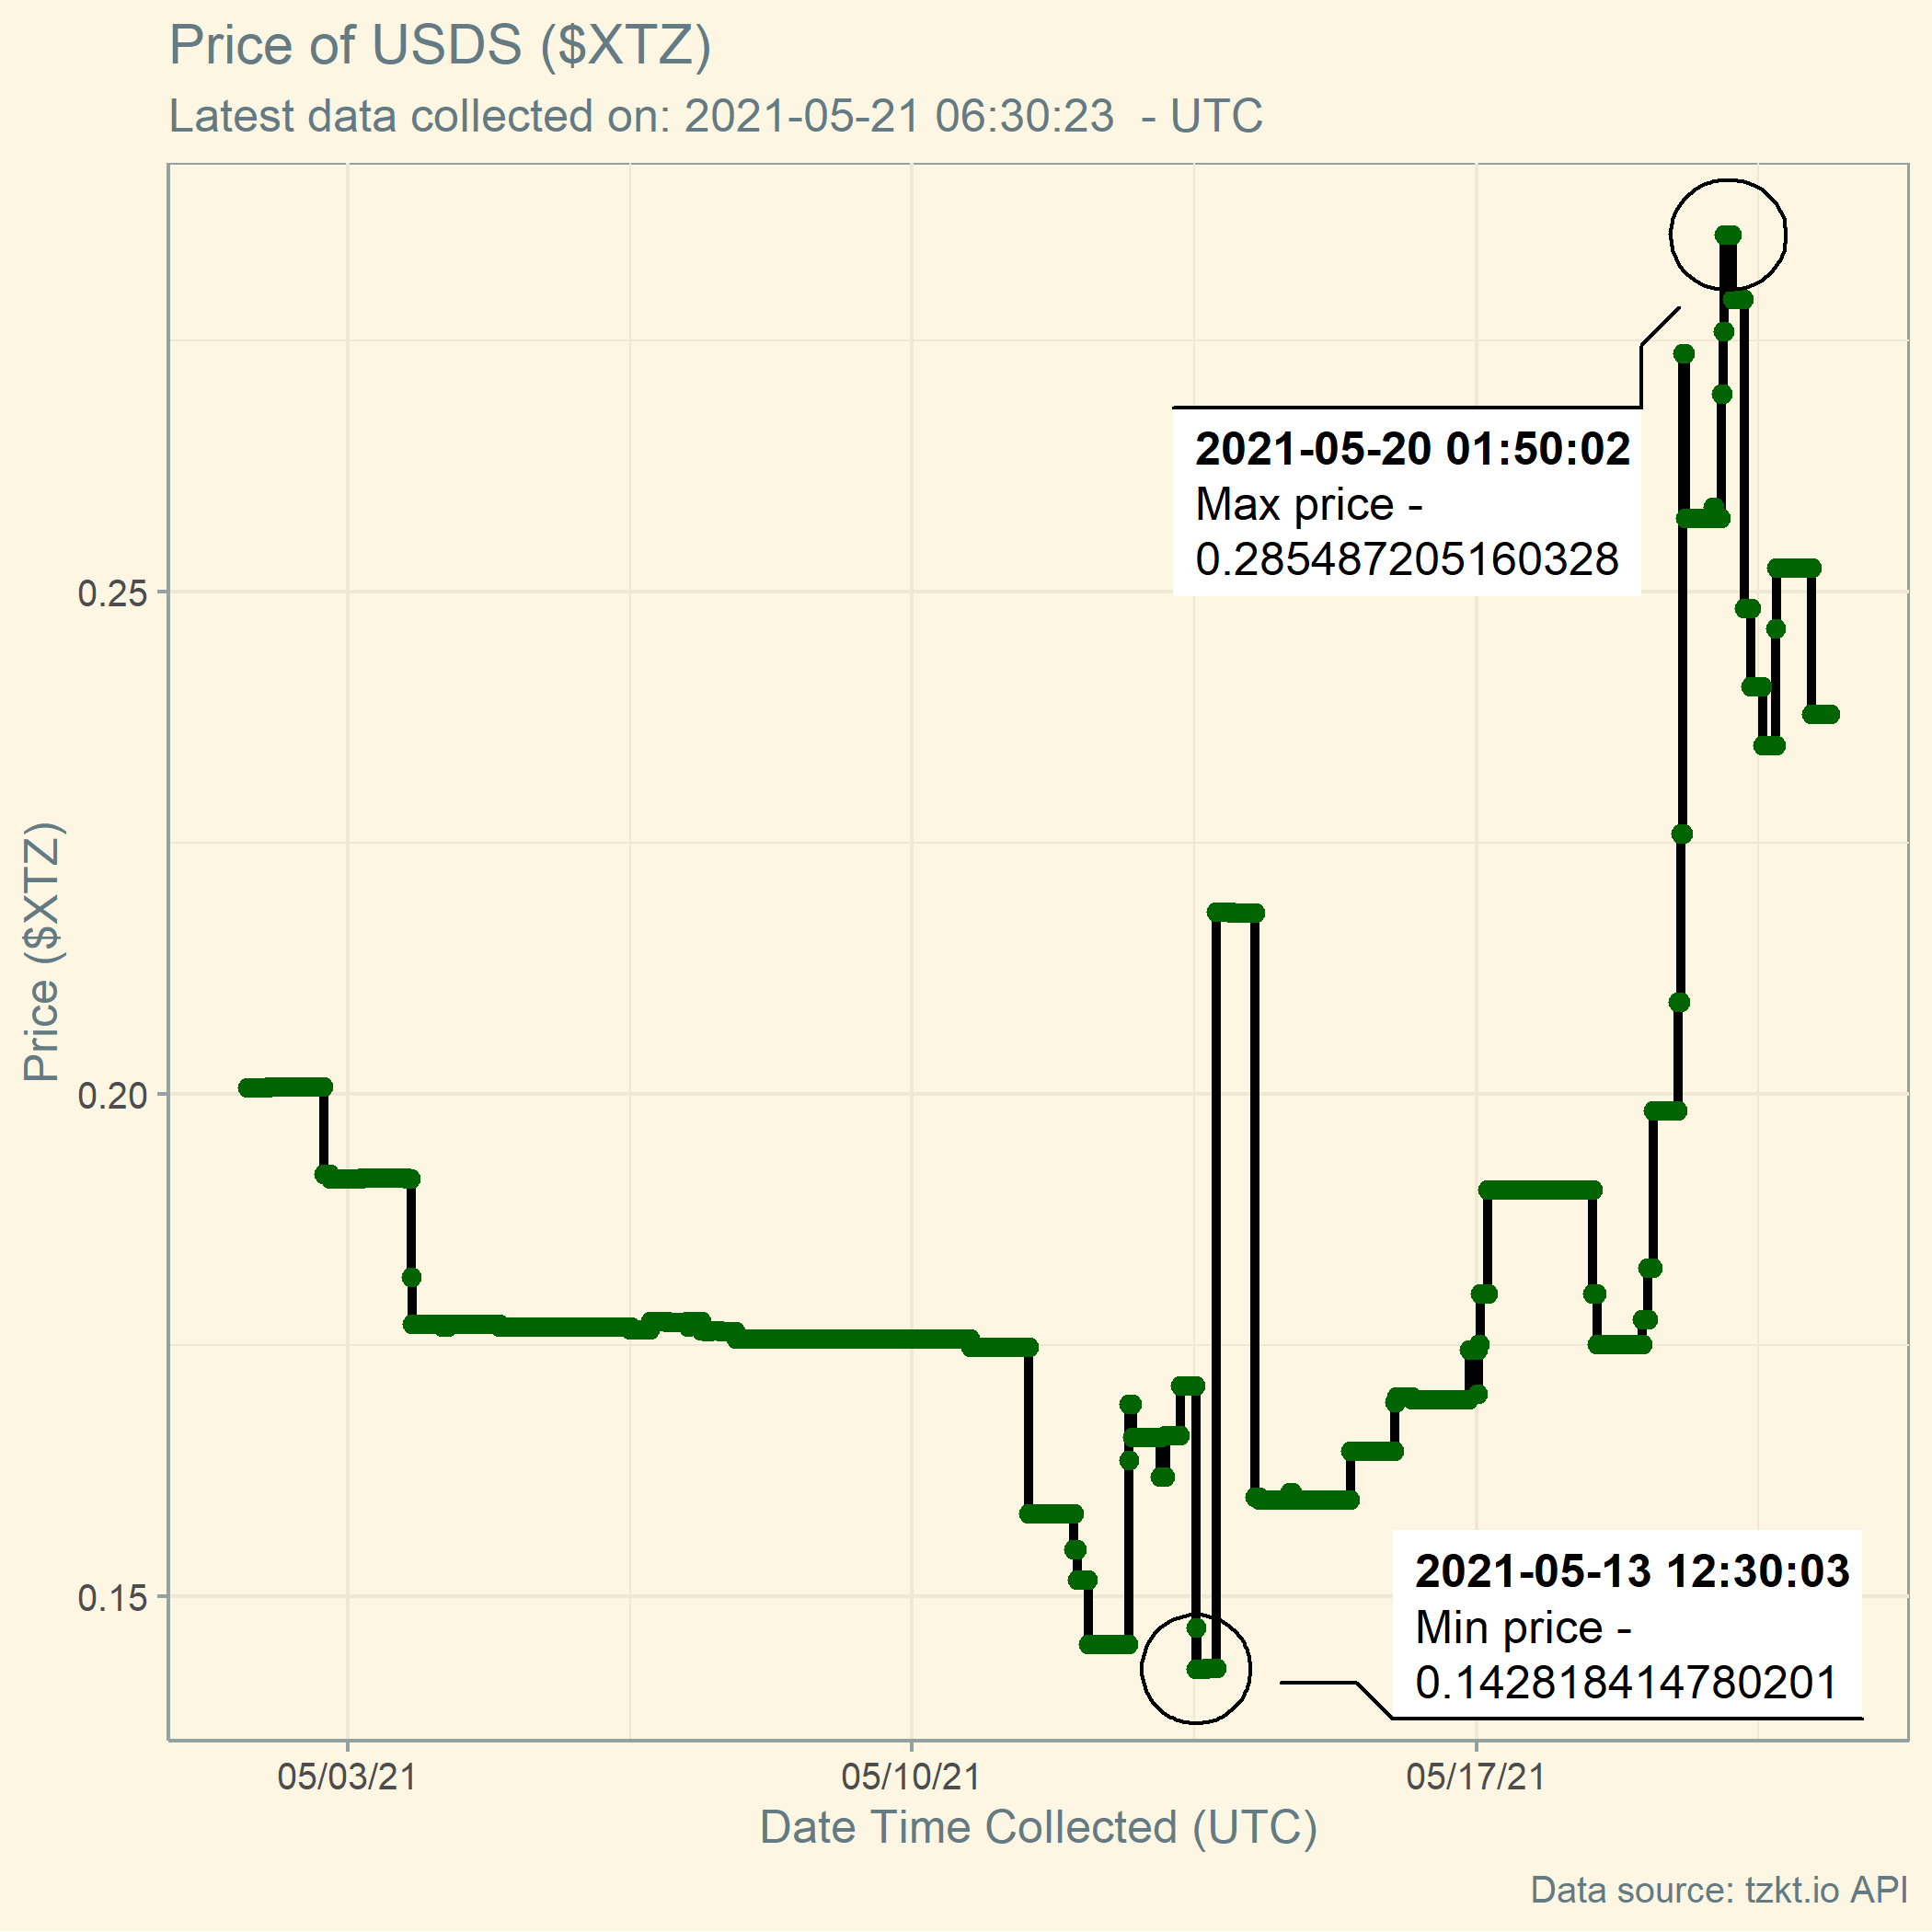 Price of USDS ($XTZ)
Latest data collected on: 2021-05-21 06:30:23  - UTC
2021-05-20 01:50:02
Max price -
0.285487205160328
0.25
Price ($XTZ)
0.20
0.15
2021-05-13 12:30:03
Min price -
0.142818414780201
05/03/21
05/10/21
05/17/21
Date Time Collected (UTC)
Data source: tzkt.io API